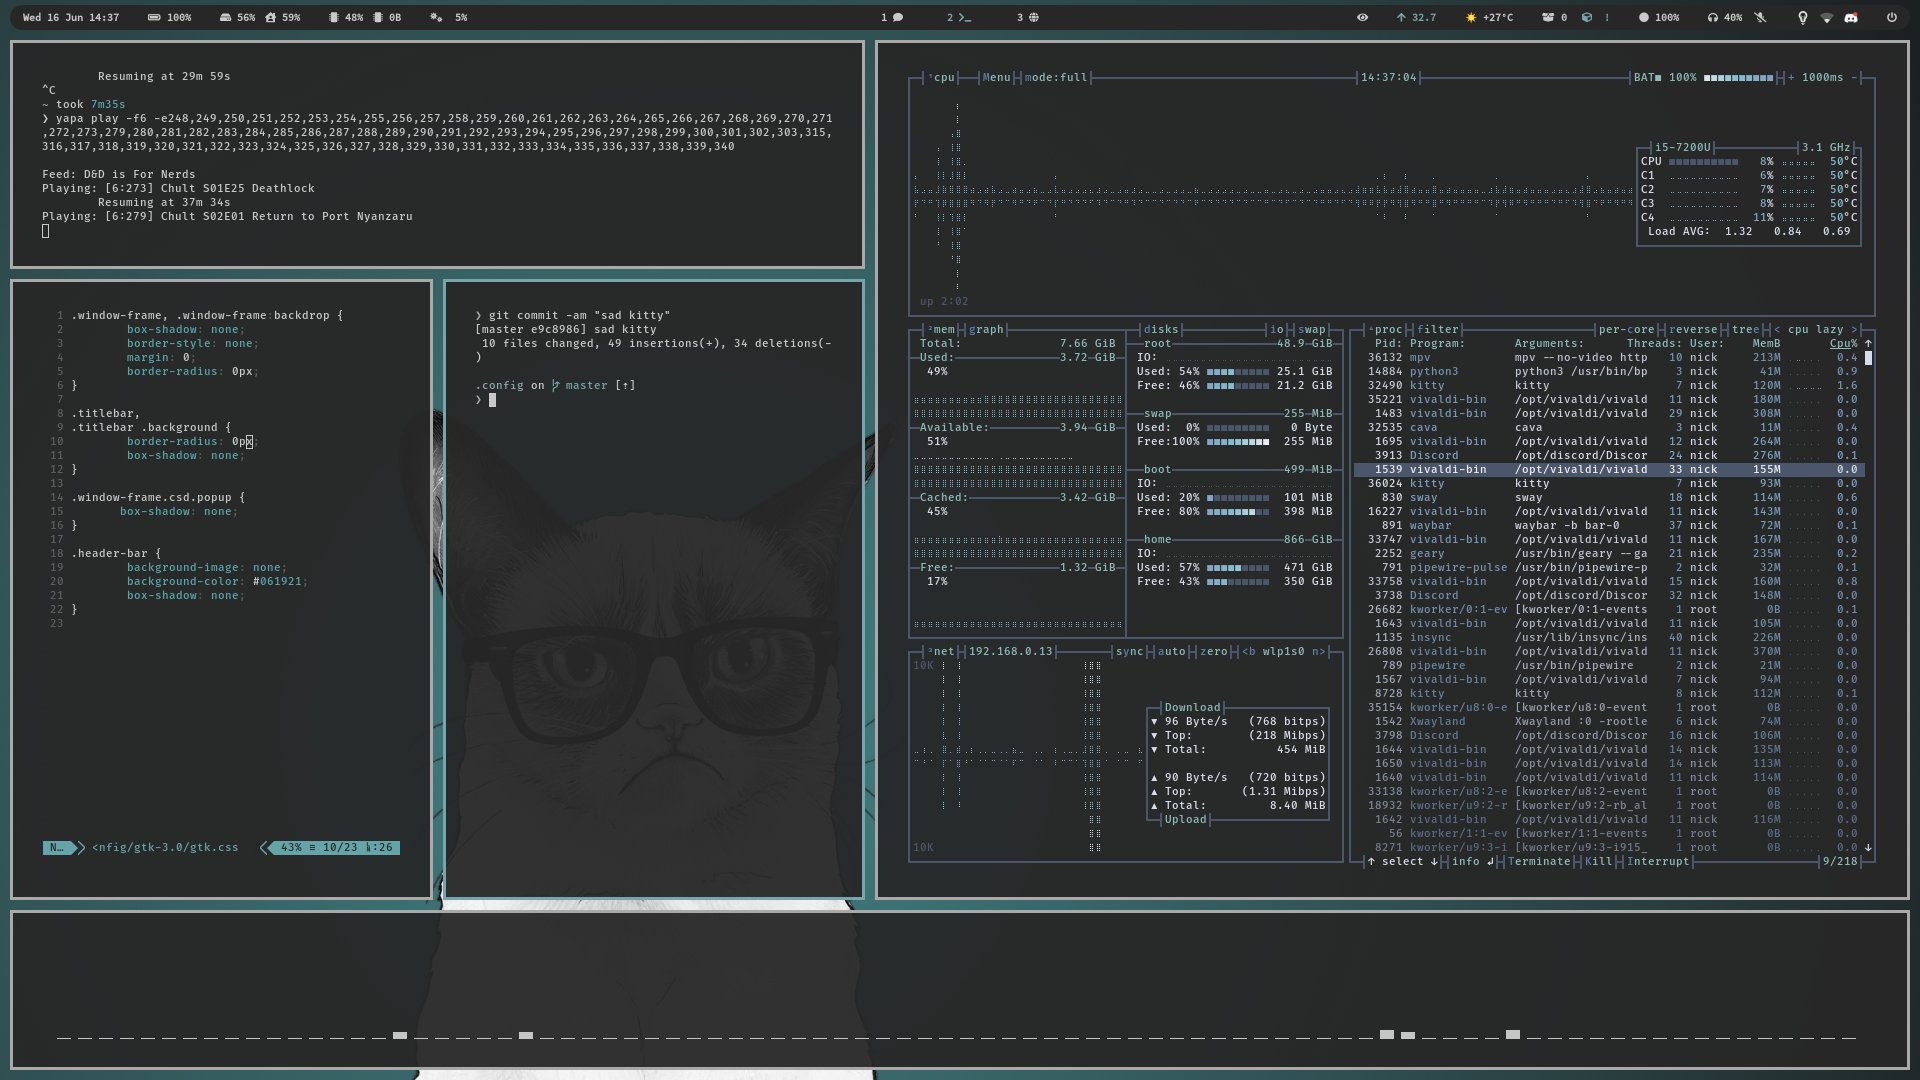 Wed 16 Jun 14:37 100% 56% 59% 48% 0B 5% 1 2 3 32.7 +27°C 0 ! 100% 40%
Resuming at 29m 59s
^C
~ took 7m35s
❯ yapa play -f6 -e248,249,250,251,252,253,254,255,256,257,258,259,260,261,262,263,264,265,266,267,268,269,270,271
,272,273,279,280,281,282,283,284,285,286,287,288,289,290,291,292,293,294,295,296,297,298,299,300,301,302,303,315,
316,317,318,319,320,321,322,323,324,325,326,327,328,329,330,331,332,333,334,335,336,337,338,339,340
Feed: D&D is For Nerds
Playing: [6:273] Chult S01E25 Deathlock
Resuming at 37m 34s
Playing: [6:279] Chult S02E01 Return to Port Nyanzaru
1 .window-frame, .window-frame:backdrop {
2 box-shadow: none;
3 border-style: none;
4 margin: 0;
5 border-radius: 0px;
6 }
7
8 .titlebar,
9 .titlebar .background {
10 border-radius: 0px;
11 box-shadow: none;
12 }
13
14 .window-frame.csd.popup {
15 box-shadow: none;
16 }
17
18 .header-bar {
19 background-image: none;
20 background-color: #061921;
21 box-shadow: none;
22 }
23
N… <nfig/gtk-3.0/gtk.css 43% ≡ 10/23 :26
❯ git commit -am "sad kitty"
[master e9c8986] sad kitty
10 files changed, 49 insertions(+), 34 deletions(-
)
.config on master [↑]
❯
¹cpu Menu mode:full 14:37:04 BAT■ 100% + 1000ms -
i5-7200U 3.1 GHz
CPU 8% 50°C
C1 6% 50°C
C2 7% 50°C
C3 8% 50°C
C4 11% 50°C
Load AVG: 1.32 0.84 0.69
up 2:02
²mem graph
Total: 7.66 GiB
Used: 3.72 GiB
49%
Available: 3.94 GiB
51%
Cached: 3.42 GiB
45%
Free: 1.32 GiB
17%
disks io swap
root 48.9 GiB
IO:
Used: 54% 25.1 GiB
Free: 46% 21.2 GiB
swap 255 MiB
Used: 0% 0 Byte
Free:100% 255 MiB
boot 499 MiB
IO:
Used: 20% 101 MiB
Free: 80% 398 MiB
home 866 GiB
IO:
Used: 57% 471 GiB
Free: 43% 350 GiB
³net 192.168.0.13 sync auto zero <b wlp1s0 n>
10K
Download
▼ 96 Byte/s (768 bitps)
▼ Top: (218 Mibps)
▼ Total: 454 MiB
▲ 90 Byte/s (720 bitps)
▲ Top: (1.31 Mibps)
▲ Total: 8.40 MiB
Upload
10K
⁴proc filter per-core reverse tree < cpu lazy >
Pid: Program: Arguments: Threads: User: MemB Cpu% ↑
36132 mpv mpv --no-video http 10 nick 213M 0.4
14884 python3 python3 /usr/bin/bp 3 nick 41M 0.9
32490 kitty kitty 7 nick 120M 1.6
35221 vivaldi-bin /opt/vivaldi/vivald 11 nick 180M 0.0
1483 vivaldi-bin /opt/vivaldi/vivald 29 nick 308M 0.0
32535 cava cava 3 nick 11M 0.4
1695 vivaldi-bin /opt/vivaldi/vivald 12 nick 264M 0.0
3913 Discord /opt/discord/Discor 24 nick 276M 0.1
1539 vivaldi-bin /opt/vivaldi/vivald 33 nick 155M 0.0
36024 kitty kitty 7 nick 93M 0.0
830 sway sway 18 nick 114M 0.6
16227 vivaldi-bin /opt/vivaldi/vivald 11 nick 143M 0.0
891 waybar waybar -b bar-0 37 nick 72M 0.1
33747 vivaldi-bin /opt/vivaldi/vivald 11 nick 167M 0.0
2252 geary /usr/bin/geary --ga 21 nick 235M 0.2
791 pipewire-pulse /usr/bin/pipewire-p 2 nick 32M 0.1
33758 vivaldi-bin /opt/vivaldi/vivald 15 nick 160M 0.8
3738 Discord /opt/discord/Discor 32 nick 148M 0.0
26682 kworker/0:1-ev [kworker/0:1-events 1 root 0B 0.1
1643 vivaldi-bin /opt/vivaldi/vivald 11 nick 105M 0.0
1135 insync /usr/lib/insync/ins 40 nick 226M 0.0
26808 vivaldi-bin /opt/vivaldi/vivald 11 nick 370M 0.0
789 pipewire /usr/bin/pipewire 2 nick 21M 0.0
1567 vivaldi-bin /opt/vivaldi/vivald 7 nick 94M 0.0
8728 kitty kitty 8 nick 112M 0.1
35154 kworker/u8:0-e [kworker/u8:0-event 1 root 0B 0.0
1542 Xwayland Xwayland :0 -rootle 6 nick 74M 0.0
3798 Discord /opt/discord/Discor 16 nick 106M 0.0
1644 vivaldi-bin /opt/vivaldi/vivald 14 nick 135M 0.0
1650 vivaldi-bin /opt/vivaldi/vivald 14 nick 113M 0.0
1640 vivaldi-bin /opt/vivaldi/vivald 11 nick 114M 0.0
33138 kworker/u8:2-e [kworker/u8:2-event 1 root 0B 0.0
18932 kworker/u9:2-r [kworker/u9:2-rb_al 1 root 0B 0.0
1642 vivaldi-bin /opt/vivaldi/vivald 11 nick 116M 0.0
56 kworker/1:1-ev [kworker/1:1-events 1 root 0B 0.0
8271 kworker/u9:3-i [kworker/u9:3-i915_ 1 root 0B 0.0 ↓
↑ select ↓ info ↲ Terminate Kill Interrupt 9/218